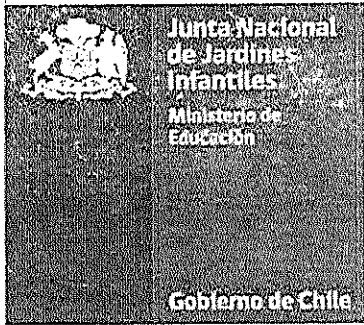 Junta Nacional
de Jardines
Infantiles
Ministerio de
Educación
Gobierno de Chile